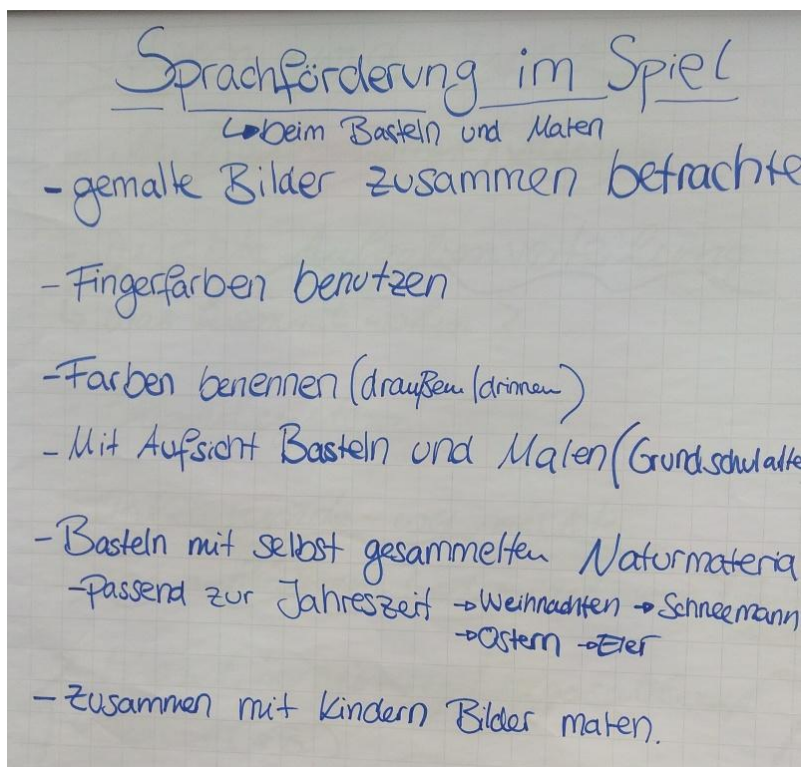 Sprachförderung im Spiel
↳ beim Basteln und Malen
- gemalte Bilder zusammen betrachte
- Fingerfarben benutzen
- Farben benennen (draußen/drinnen)
- Mit Aufsicht Basteln und Malen (Grundschulalte
- Basteln mit selbst gesammelten Naturmateria
- Passend zur Jahreszeit → Weihnachten → Schneemann
→ Ostern → Eier
- Zusammen mit Kindern Bilder malen.